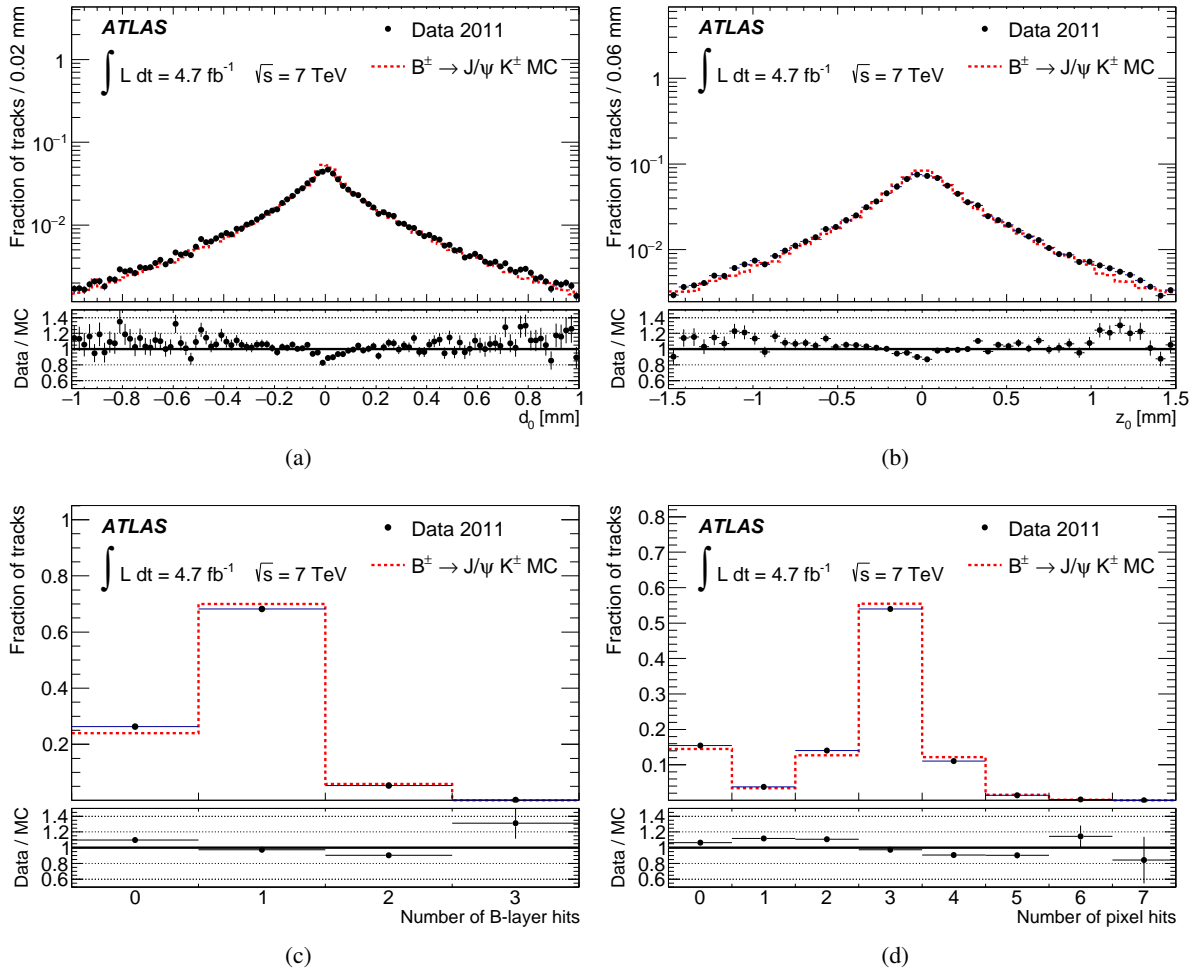 Fraction of tracks / 0.02 mm
ATLAS
∫ L dt = 4.7 fb⁻¹ √s = 7 TeV
Data 2011
B± → J/ψ K± MC
1
10⁻¹
10⁻²
Data / MC
1.4
1.2
1
0.8
0.6
−1 −0.8 −0.6 −0.4 −0.2 0 0.2 0.4 0.6 0.8 1
d₀ [mm]
(a)
Fraction of tracks / 0.06 mm
ATLAS
∫ L dt = 4.7 fb⁻¹ √s = 7 TeV
Data 2011
B± → J/ψ K± MC
1
10⁻¹
10⁻²
Data / MC
1.4
1.2
1
0.8
0.6
−1.5 −1 −0.5 0 0.5 1 1.5
z₀ [mm]
(b)
Fraction of tracks
ATLAS
∫ L dt = 4.7 fb⁻¹ √s = 7 TeV
Data 2011
B± → J/ψ K± MC
1
0.8
0.6
0.4
0.2
Data / MC
1.4
1.2
1
0.8
0.6
0 1 2 3
Number of B-layer hits
(c)
Fraction of tracks
ATLAS
∫ L dt = 4.7 fb⁻¹ √s = 7 TeV
Data 2011
B± → J/ψ K± MC
0.8
0.7
0.6
0.5
0.4
0.3
0.2
0.1
Data / MC
1.4
1.2
1
0.8
0.6
0 1 2 3 4 5 6 7
Number of pixel hits
(d)